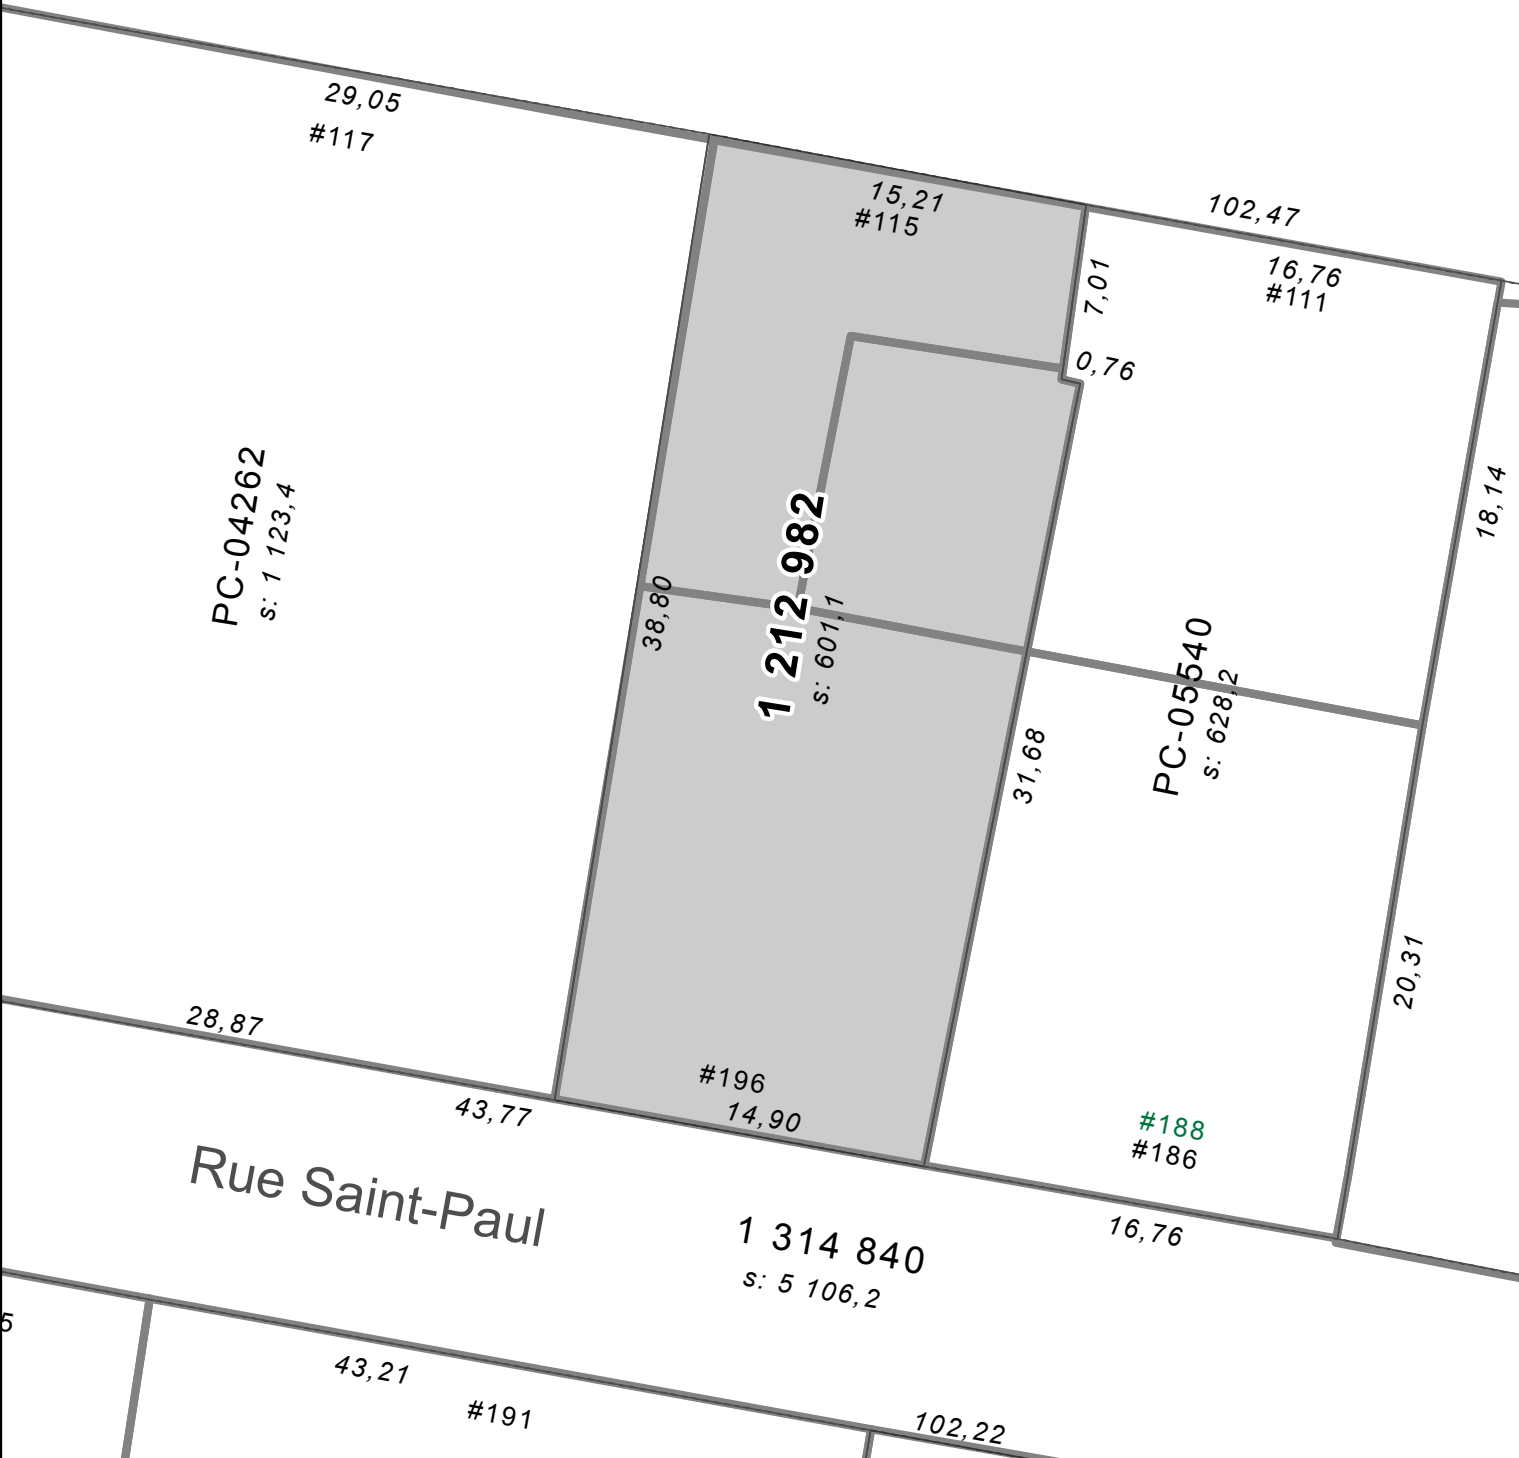 29,05
#117
15,21
#115
102,47
16,76
#111
7,01
0,76
PC-04262
s: 1 123,4
38,80
1 212 982
s: 601,1
18,14
PC-05540
s: 628,2
31,68
20,31
28,87
43,77
#196
14,90
#188
#186
16,76
Rue Saint-Paul
1 314 840
s: 5 106,2
5
43,21
#191
102,22